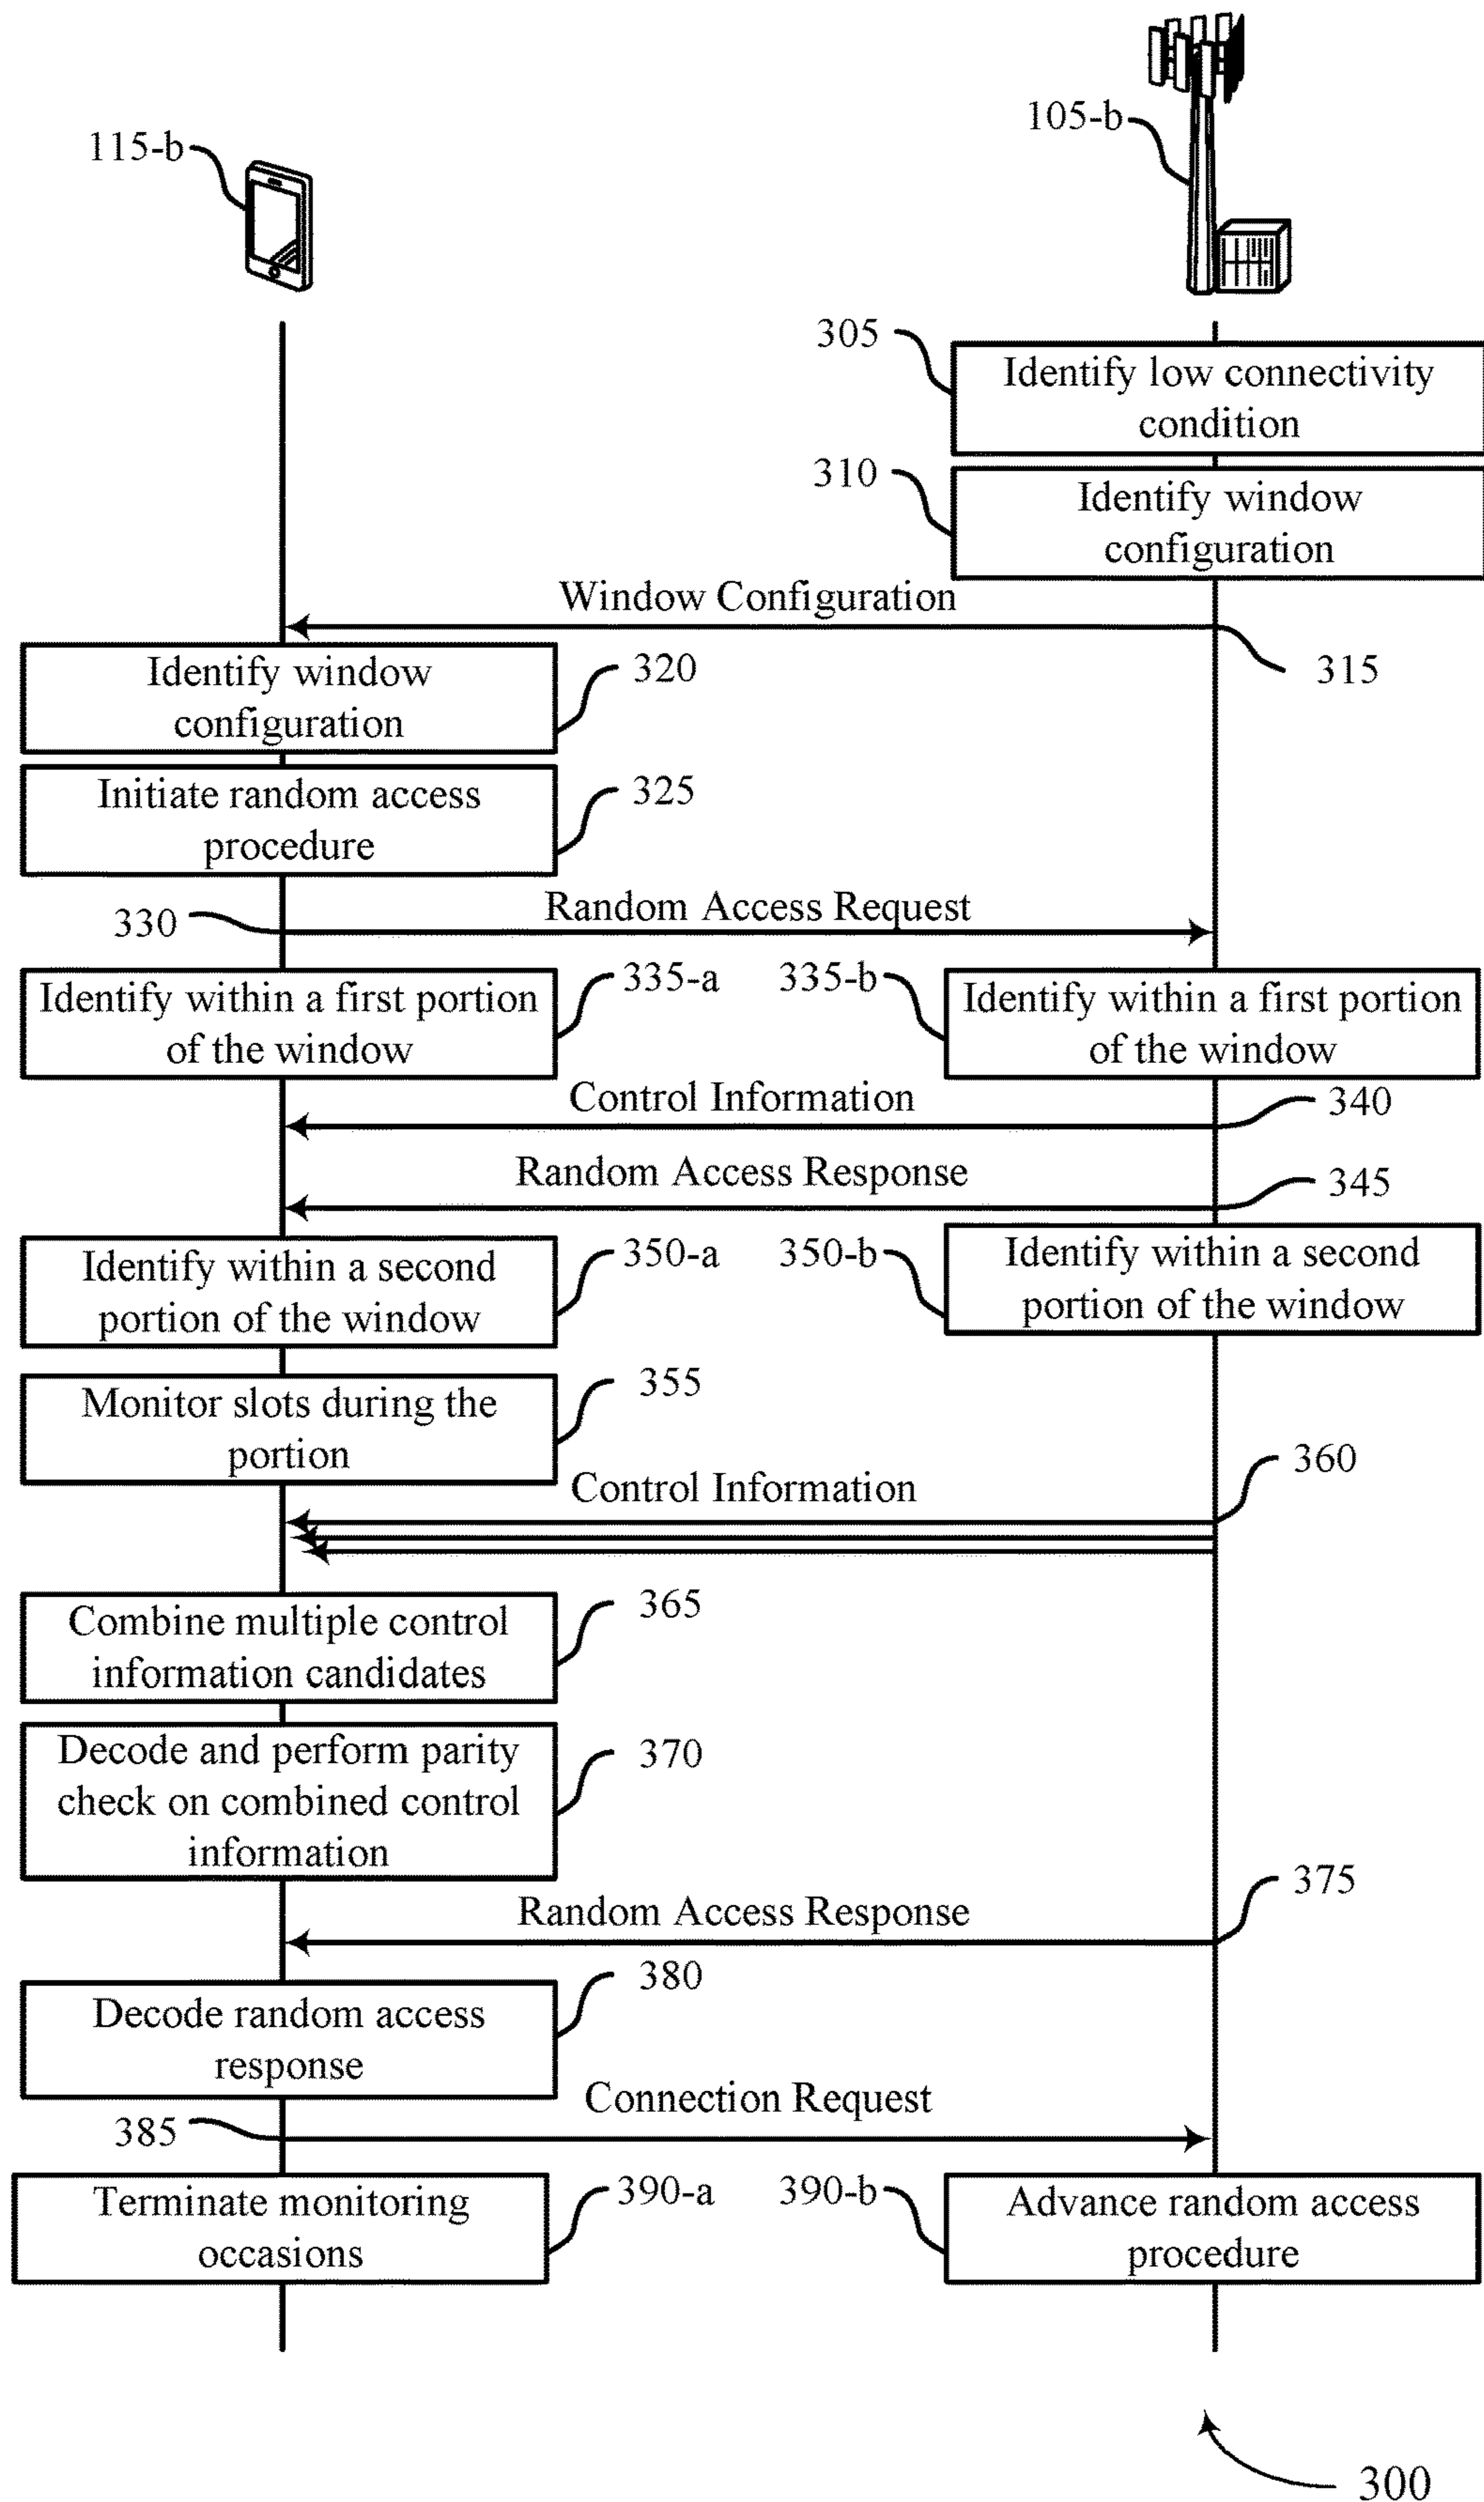 105-b
115-b
305
Identify low connectivity
condition
310
Identify window
configuration
Window Configuration
315
Identify window
configuration
320
Initiate random access
procedure
325
Random Access Request
330
Identify within a first portion
of the window
335-a
335-b
Identify within a first portion
of the window
Control Information
340
Random Access Response
345
Identify within a second
portion of the window
350-a
350-b
Identify within a second
portion of the window
Monitor slots during the
portion
355
360
Control Information
Combine multiple control
information candidates
365
Decode and perform parity
check on combined control
information
370
375
Random Access Response
Decode random access
response
380
Connection Request
385
Terminate monitoring
occasions
390-a
390-b
Advance random access
procedure
300